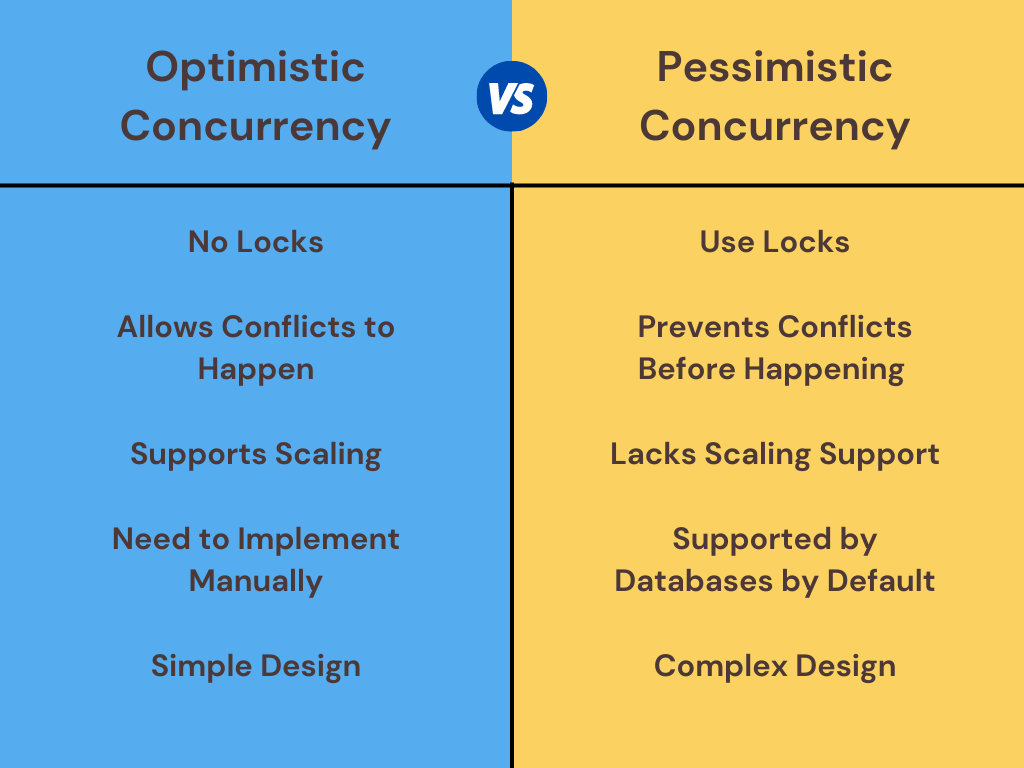 Optimistic
Concurrency
VS
Pessimistic
Concurrency
No Locks
Allows Conflicts to
Happen
Supports Scaling
Need to Implement
Manually
Simple Design
Use Locks
Prevents Conflicts
Before Happening
Lacks Scaling Support
Supported by
Databases by Default
Complex Design